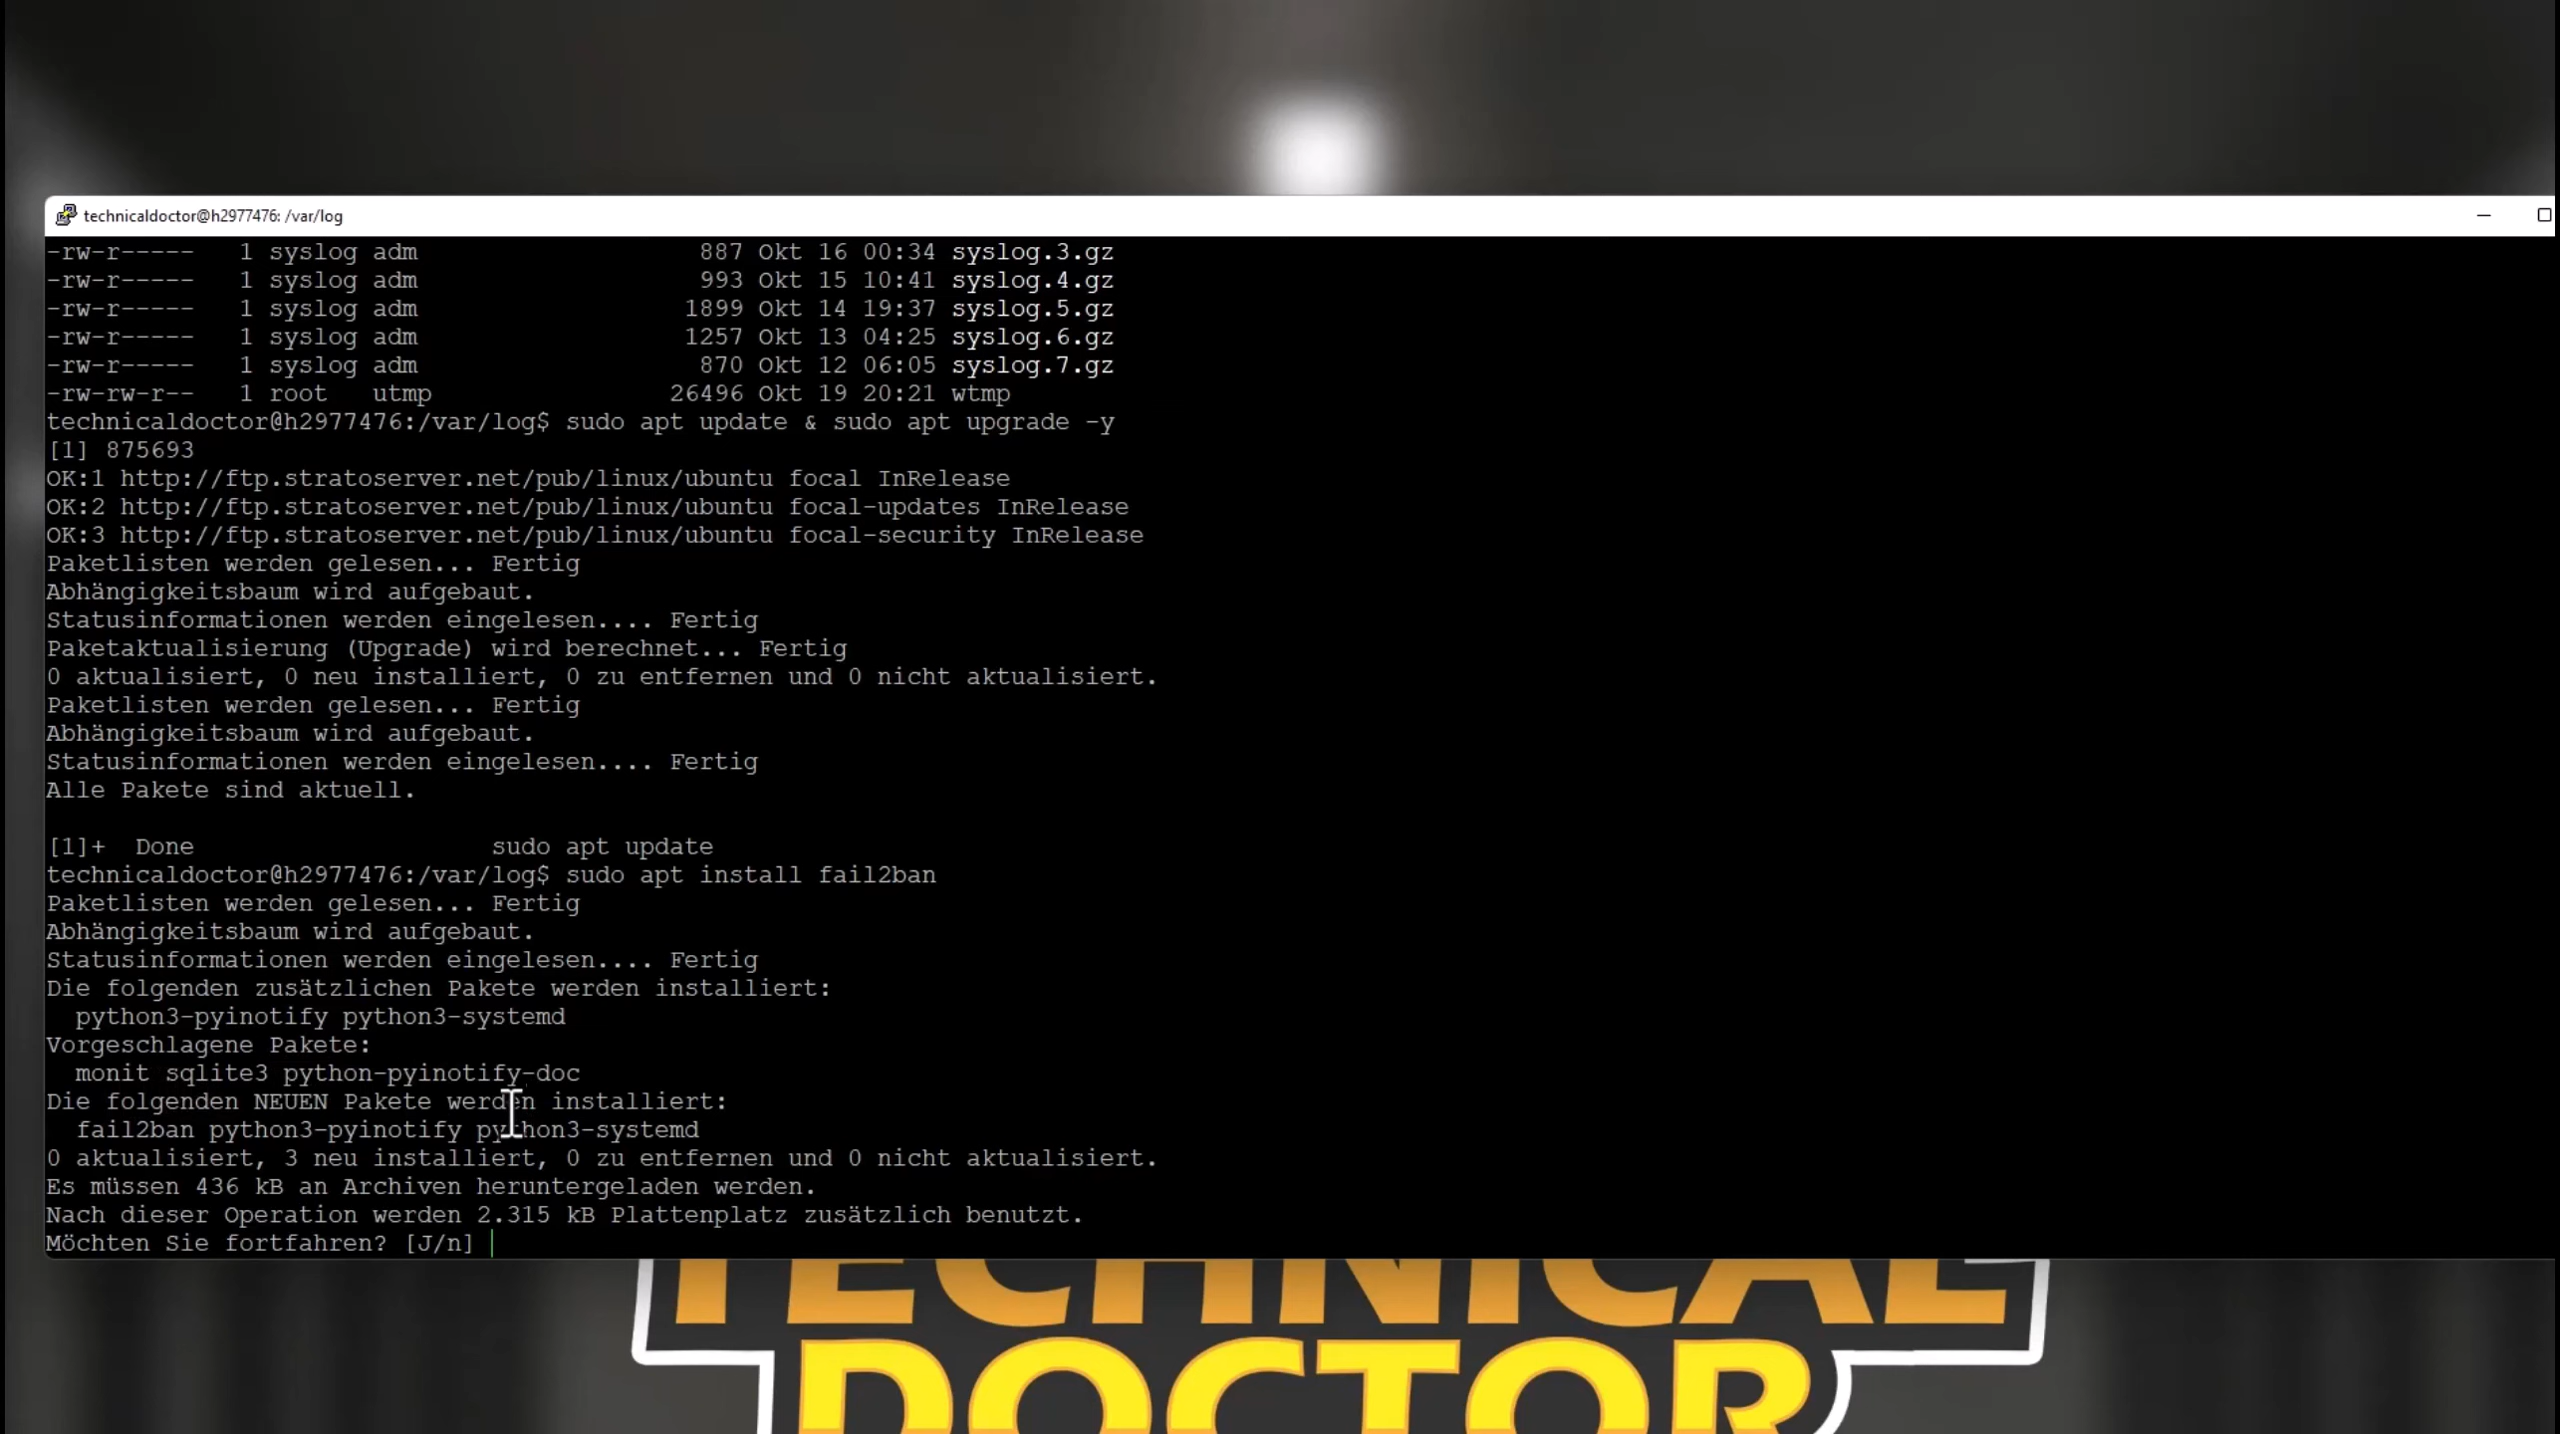 technicaldoctor@h2977476: /var/log
-rw-r----- 1 syslog adm 887 Okt 16 00:34 syslog.3.gz
-rw-r----- 1 syslog adm 993 Okt 15 10:41 syslog.4.gz
-rw-r----- 1 syslog adm 1899 Okt 14 19:37 syslog.5.gz
-rw-r----- 1 syslog adm 1257 Okt 13 04:25 syslog.6.gz
-rw-r----- 1 syslog adm 870 Okt 12 06:05 syslog.7.gz
-rw-rw-r-- 1 root utmp 26496 Okt 19 20:21 wtmp
technicaldoctor@h2977476:/var/log$ sudo apt update & sudo apt upgrade -y
[1] 875693
OK:1 http://ftp.stratoserver.net/pub/linux/ubuntu focal InRelease
OK:2 http://ftp.stratoserver.net/pub/linux/ubuntu focal-updates InRelease
OK:3 http://ftp.stratoserver.net/pub/linux/ubuntu focal-security InRelease
Paketlisten werden gelesen... Fertig
Abhängigkeitsbaum wird aufgebaut.
Statusinformationen werden eingelesen.... Fertig
Paketaktualisierung (Upgrade) wird berechnet... Fertig
0 aktualisiert, 0 neu installiert, 0 zu entfernen und 0 nicht aktualisiert.
Paketlisten werden gelesen... Fertig
Abhängigkeitsbaum wird aufgebaut.
Statusinformationen werden eingelesen.... Fertig
Alle Pakete sind aktuell.
[1]+ Done sudo apt update
technicaldoctor@h2977476:/var/log$ sudo apt install fail2ban
Paketlisten werden gelesen... Fertig
Abhängigkeitsbaum wird aufgebaut.
Statusinformationen werden eingelesen.... Fertig
Die folgenden zusätzlichen Pakete werden installiert:
python3-pyinotify python3-systemd
Vorgeschlagene Pakete:
monit sqlite3 python-pyinotify-doc
Die folgenden NEUEN Pakete werden installiert:
fail2ban python3-pyinotify python3-systemd
0 aktualisiert, 3 neu installiert, 0 zu entfernen und 0 nicht aktualisiert.
Es müssen 436 kB an Archiven heruntergeladen werden.
Nach dieser Operation werden 2.315 kB Plattenplatz zusätzlich benutzt.
Möchten Sie fortfahren? [J/n]
TECHNICAL
DOCTOR